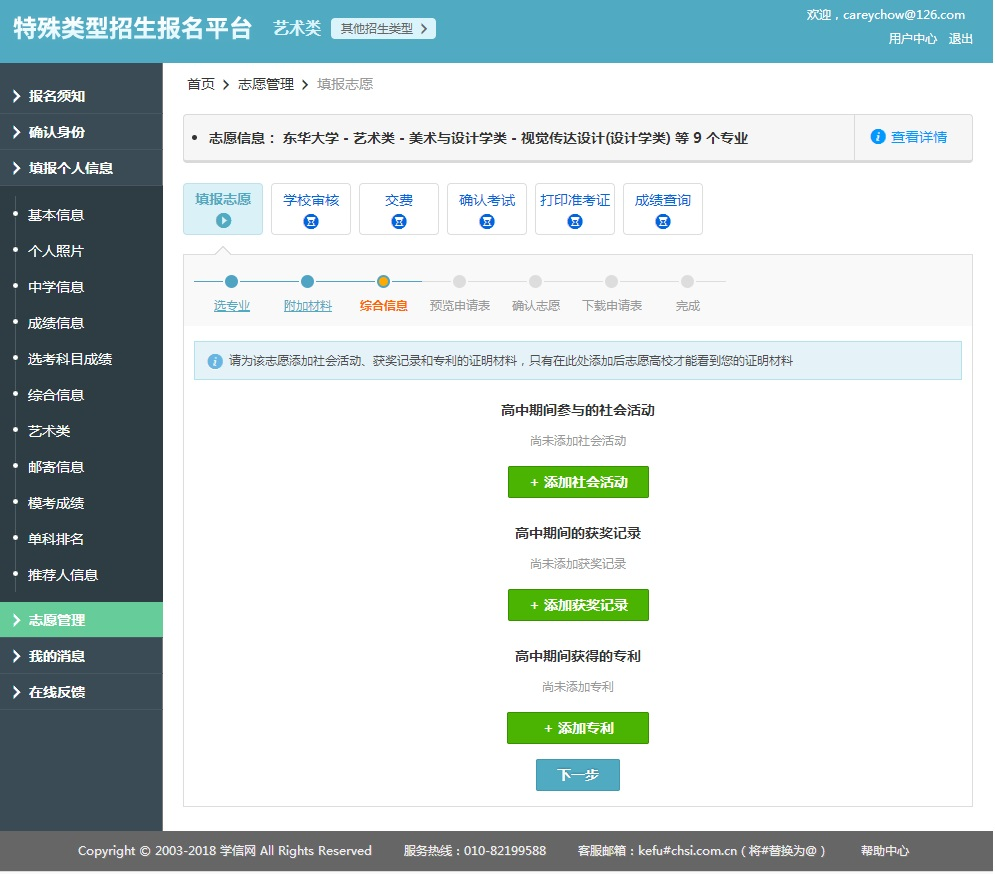 特殊类型招生报名平台 艺术类 其他招生类型
欢迎，careychow@126.com
用户中心 退出
报名须知
确认身份
填报个人信息
基本信息
个人照片
中学信息
成绩信息
选考科目成绩
综合信息
艺术类
邮寄信息
模考成绩
单科排名
推荐人信息
志愿管理
我的消息
在线反馈
首页 > 志愿管理 > 填报志愿
志愿信息： 东华大学 - 艺术类 - 美术与设计学类 - 视觉传达设计(设计学类) 等 9 个专业 查看详情
填报志愿 学校审核 交费 确认考试 打印准考证 成绩查询
选专业 附加材料 综合信息 预览申请表 确认志愿 下载申请表 完成
请为该志愿添加社会活动、获奖记录和专利的证明材料，只有在此处添加后志愿高校才能看到您的证明材料
高中期间参与的社会活动
尚未添加社会活动
+ 添加社会活动
高中期间的获奖记录
尚未添加获奖记录
+ 添加获奖记录
高中期间获得的专利
尚未添加专利
+ 添加专利
下一步
Copyright © 2003-2018 学信网 All Rights Reserved 服务热线：010-82199588 客服邮箱：kefu#chsi.com.cn ( 将#替换为@ ) 帮助中心